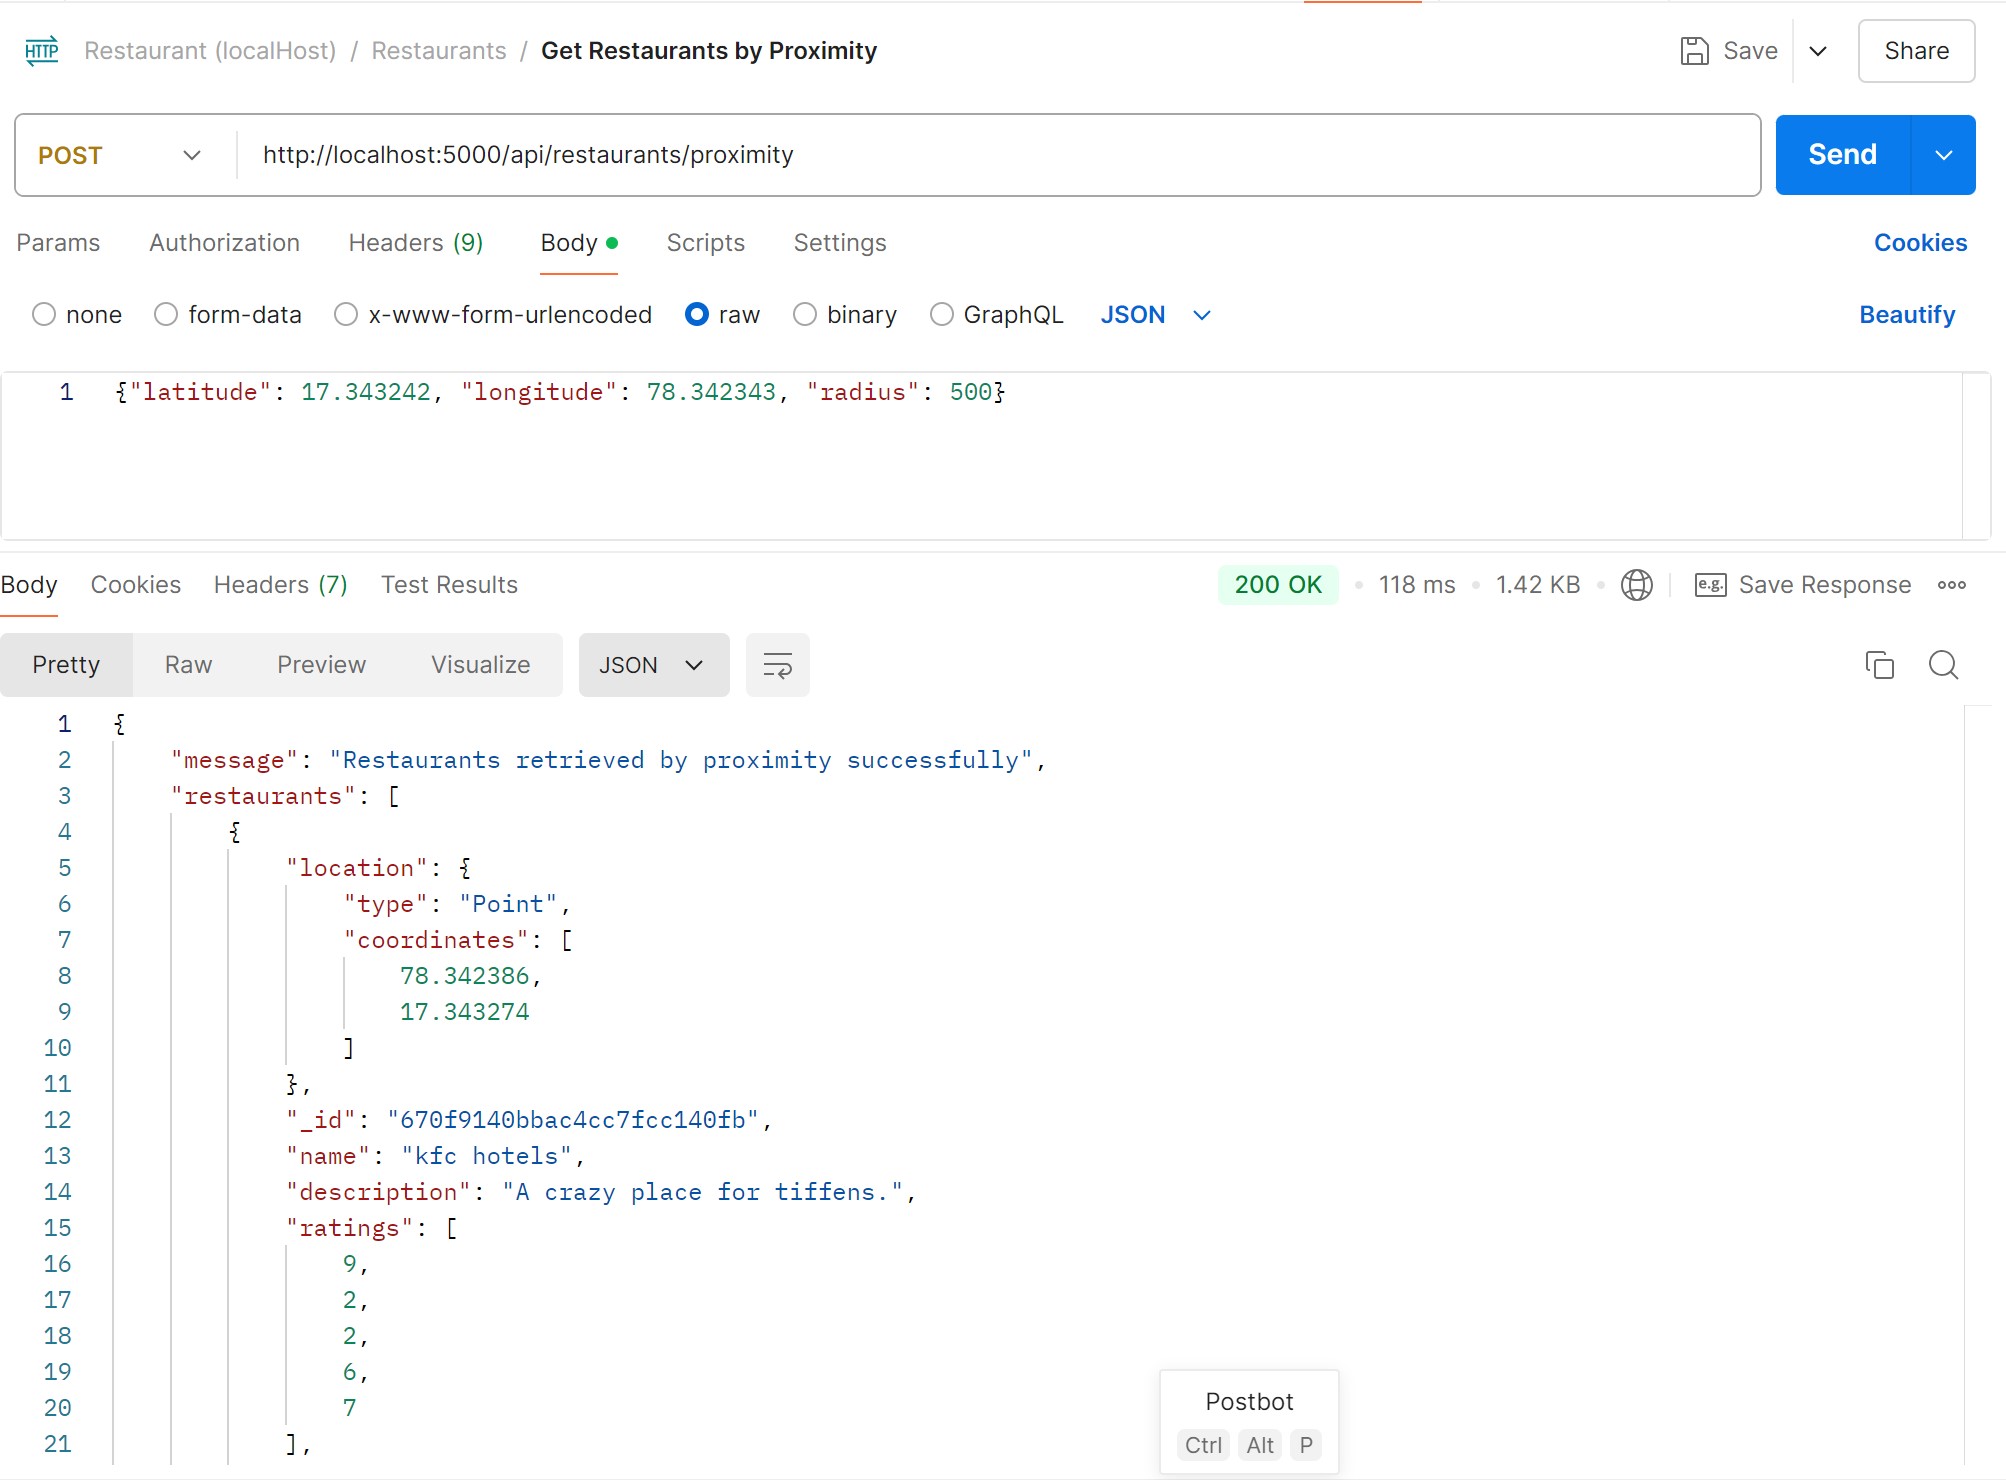 HTTP Restaurant (localHost) / Restaurants / Get Restaurants by Proximity Save Share
POST http://localhost:5000/api/restaurants/proximity Send
Params Authorization Headers (9) Body Scripts Settings Cookies
none form-data x-www-form-urlencoded raw binary GraphQL JSON Beautify
1 {"latitude": 17.343242, "longitude": 78.342343, "radius": 500}
Body Cookies Headers (7) Test Results 200 OK 118 ms 1.42 KB e.g. Save Response
Pretty Raw Preview Visualize JSON
1 {
2 "message": "Restaurants retrieved by proximity successfully",
3 "restaurants": [
4 {
5 "location": {
6 "type": "Point",
7 "coordinates": [
8 78.342386,
9 17.343274
10 ]
11 },
12 "_id": "670f9140bbac4cc7fcc140fb",
13 "name": "kfc hotels",
14 "description": "A crazy place for tiffens.",
15 "ratings": [
16 9,
17 2,
18 2,
19 6,
20 7
21 ],
Postbot
Ctrl Alt P